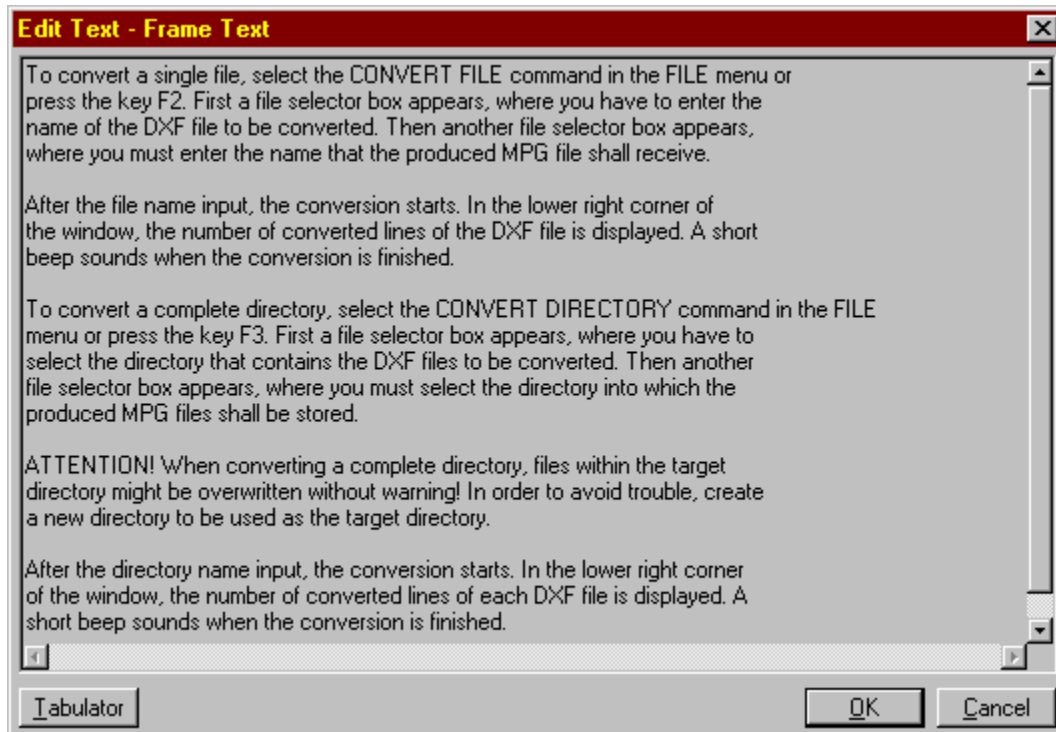 Edit Text - Frame Text
To convert a single file, select the CONVERT FILE command in the FILE menu or
press the key F2. First a file selector box appears, where you have to enter the
name of the DXF file to be converted. Then another file selector box appears,
where you must enter the name that the produced MPG file shall receive.
After the file name input, the conversion starts. In the lower right corner of
the window, the number of converted lines of the DXF file is displayed. A short
beep sounds when the conversion is finished.
To convert a complete directory, select the CONVERT DIRECTORY command in the FILE
menu or press the key F3. First a file selector box appears, where you have to
select the directory that contains the DXF files to be converted. Then another
file selector box appears, where you must select the directory into which the
produced MPG files shall be stored.
ATTENTION! When converting a complete directory, files within the target
directory might be overwritten without warning! In order to avoid trouble, create
a new directory to be used as the target directory.
After the directory name input, the conversion starts. In the lower right corner
of the window, the number of converted lines of each DXF file is displayed. A
short beep sounds when the conversion is finished.
Tabulator OK Cancel